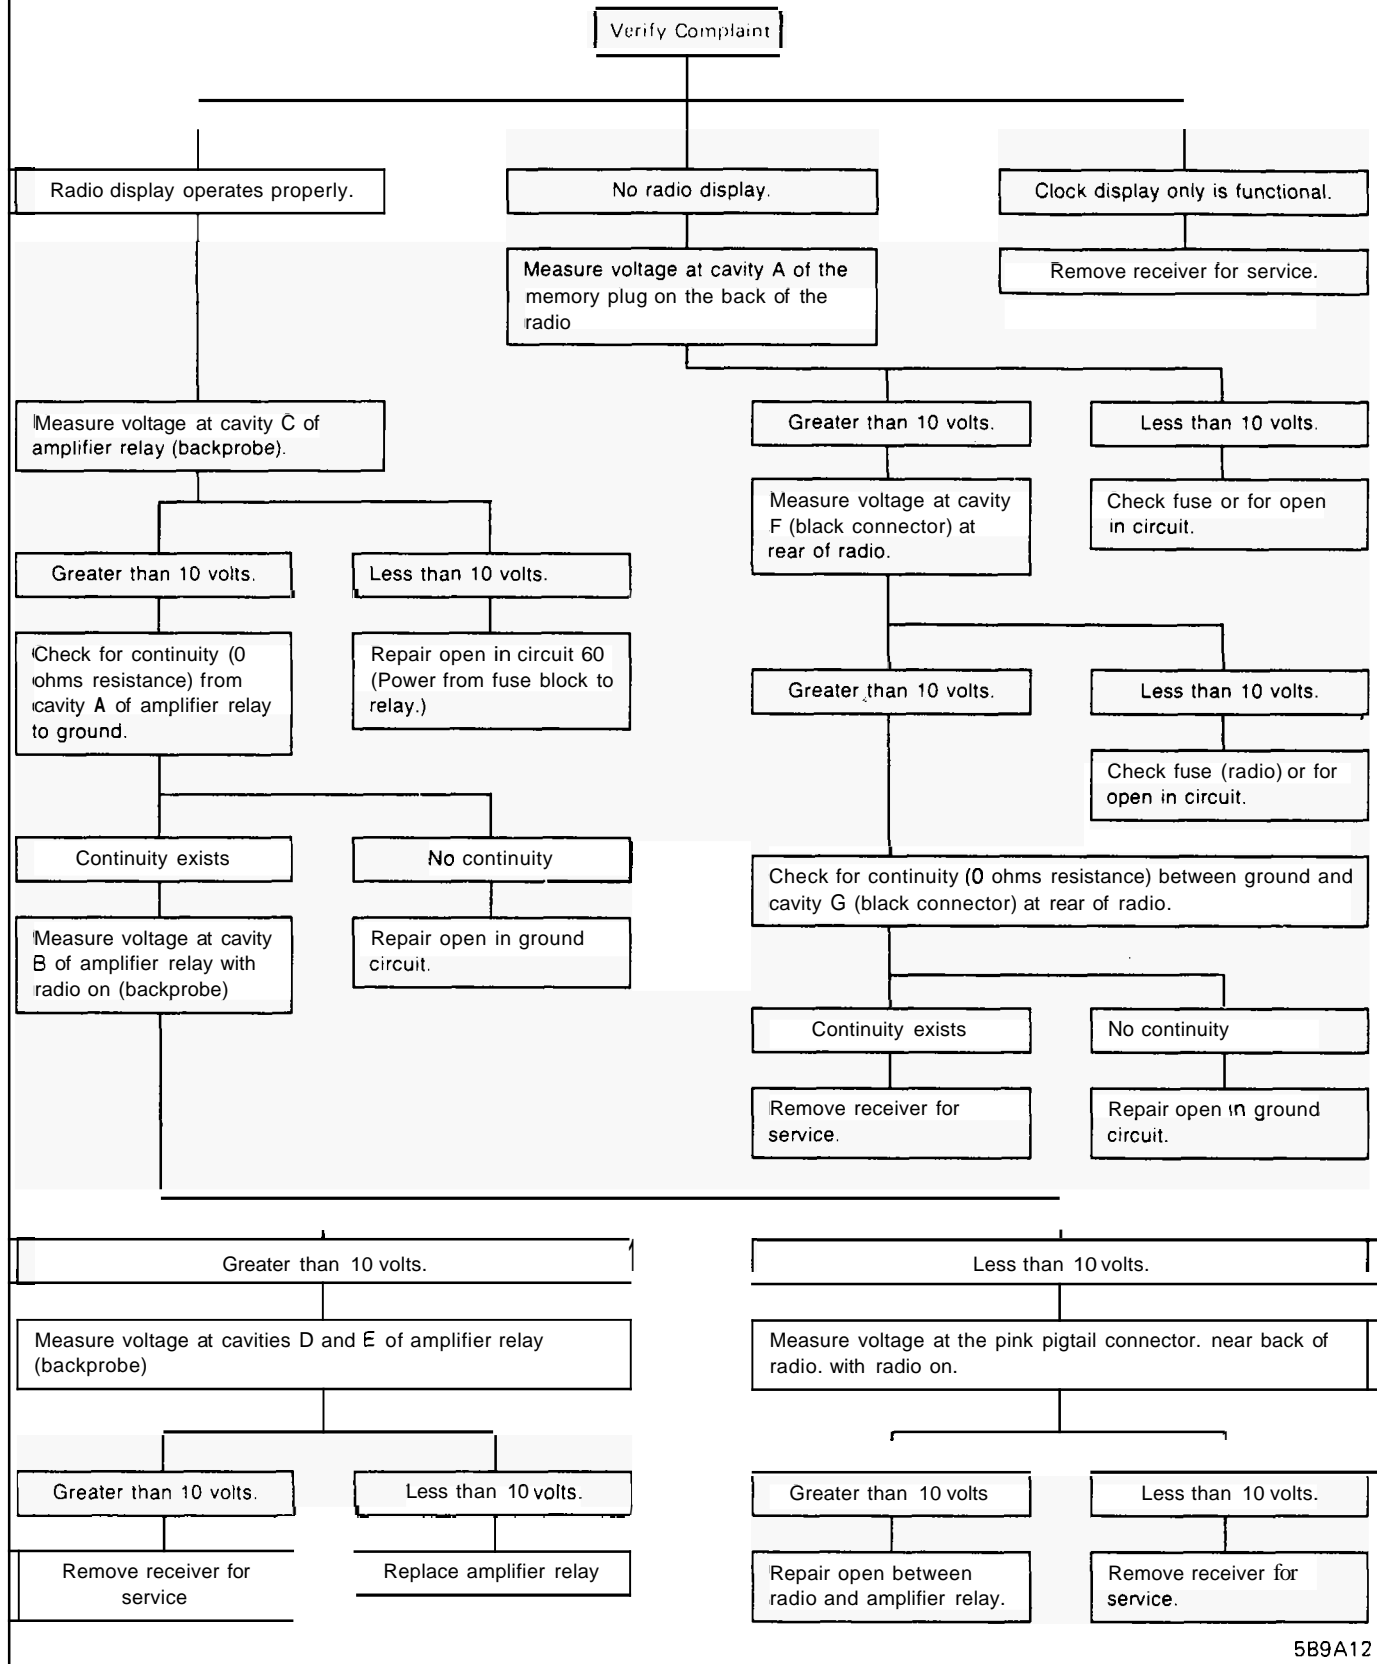 Verify Complaint
Radio display operates properly.
No radio display.
Clock display only is functional.
Measure voltage at cavity A of the
memory plug on the back of the
radio
Remove receiver for service.
Measure voltage at cavity C of
amplifier relay (backprobe).
Greater than 10 volts.
Less than 10 volts.
Measure voltage at cavity
F (black connector) at
rear of radio.
Check fuse or for open
in circuit.
Greater than 10 volts.
Less than 10 volts.
Check for continuity (0
ohms resistance) from
cavity A of amplifier relay
to ground.
Repair open in circuit 60
(Power from fuse block to
relay.)
Greater than 10 volts.
Less than 10 volts.
Check fuse (radio) or for
open in circuit.
Continuity exists
No continuity
Check for continuity (0 ohms resistance) between ground and
cavity G (black connector) at rear of radio.
Measure voltage at cavity
B of amplifier relay with
radio on (backprobe)
Repair open in ground
circuit.
Continuity exists
No continuity
Remove receiver for
service.
Repair open in ground
circuit.
Greater than 10 volts.
Less than 10 volts.
Measure voltage at cavities D and E of amplifier relay
(backprobe)
Measure voltage at the pink pigtail connector. near back of
radio. with radio on.
Greater than 10 volts.
Less than 10 volts.
Greater than 10 volts
Less than 10 volts.
Remove receiver for
service
Replace amplifier relay
Repair open between
radio and amplifier relay.
Remove receiver for
service.
5B9A12